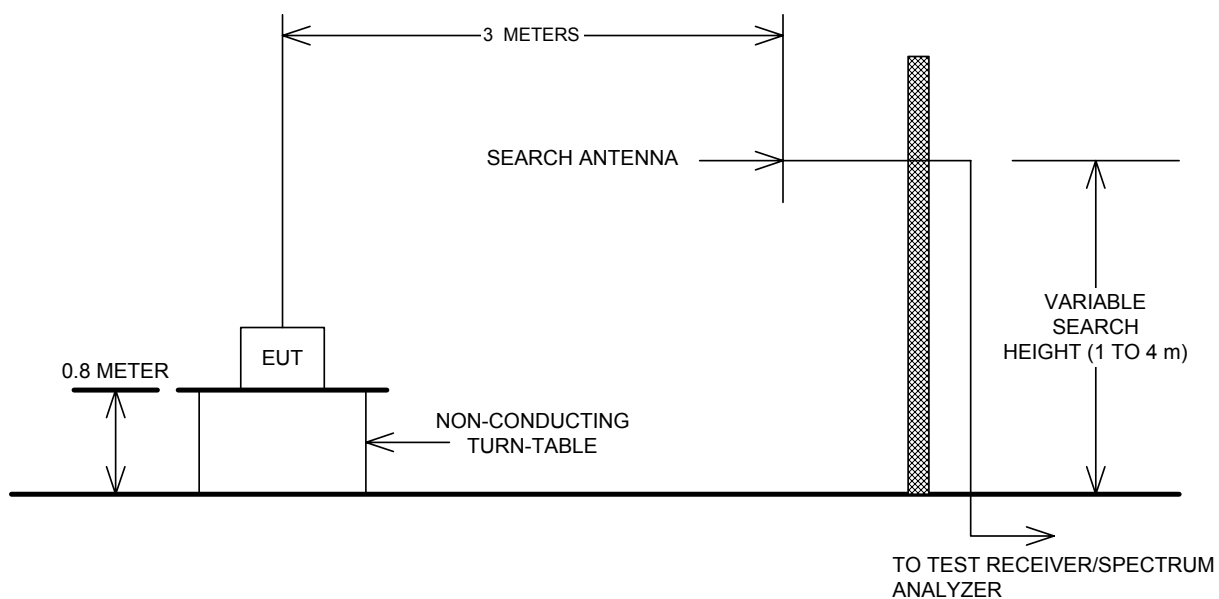 3 METERS
SEARCH ANTENNA
VARIABLE
SEARCH
HEIGHT (1 TO 4 m)
EUT
0.8 METER
NON-CONDUCTING
TURN-TABLE
TO TEST RECEIVER/SPECTRUM
ANALYZER